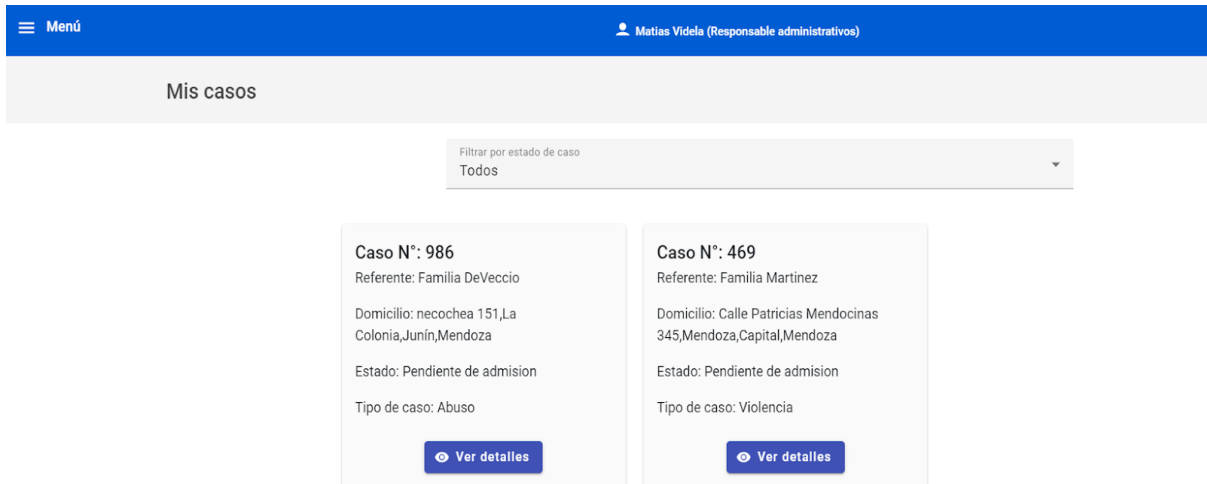 Menú
Matias Videla (Responsable administrativos)
Mis casos
Filtrar por estado de caso
Todos
Caso N°: 986
Referente: Familia DeVeccio
Domicilio: necochea 151,La
Colonia,Junín,Mendoza
Estado: Pendiente de admision
Tipo de caso: Abuso
Ver detalles
Caso N°: 469
Referente: Familia Martinez
Domicilio: Calle Patricias Mendocinas
345,Mendoza,Capital,Mendoza
Estado: Pendiente de admision
Tipo de caso: Violencia
Ver detalles